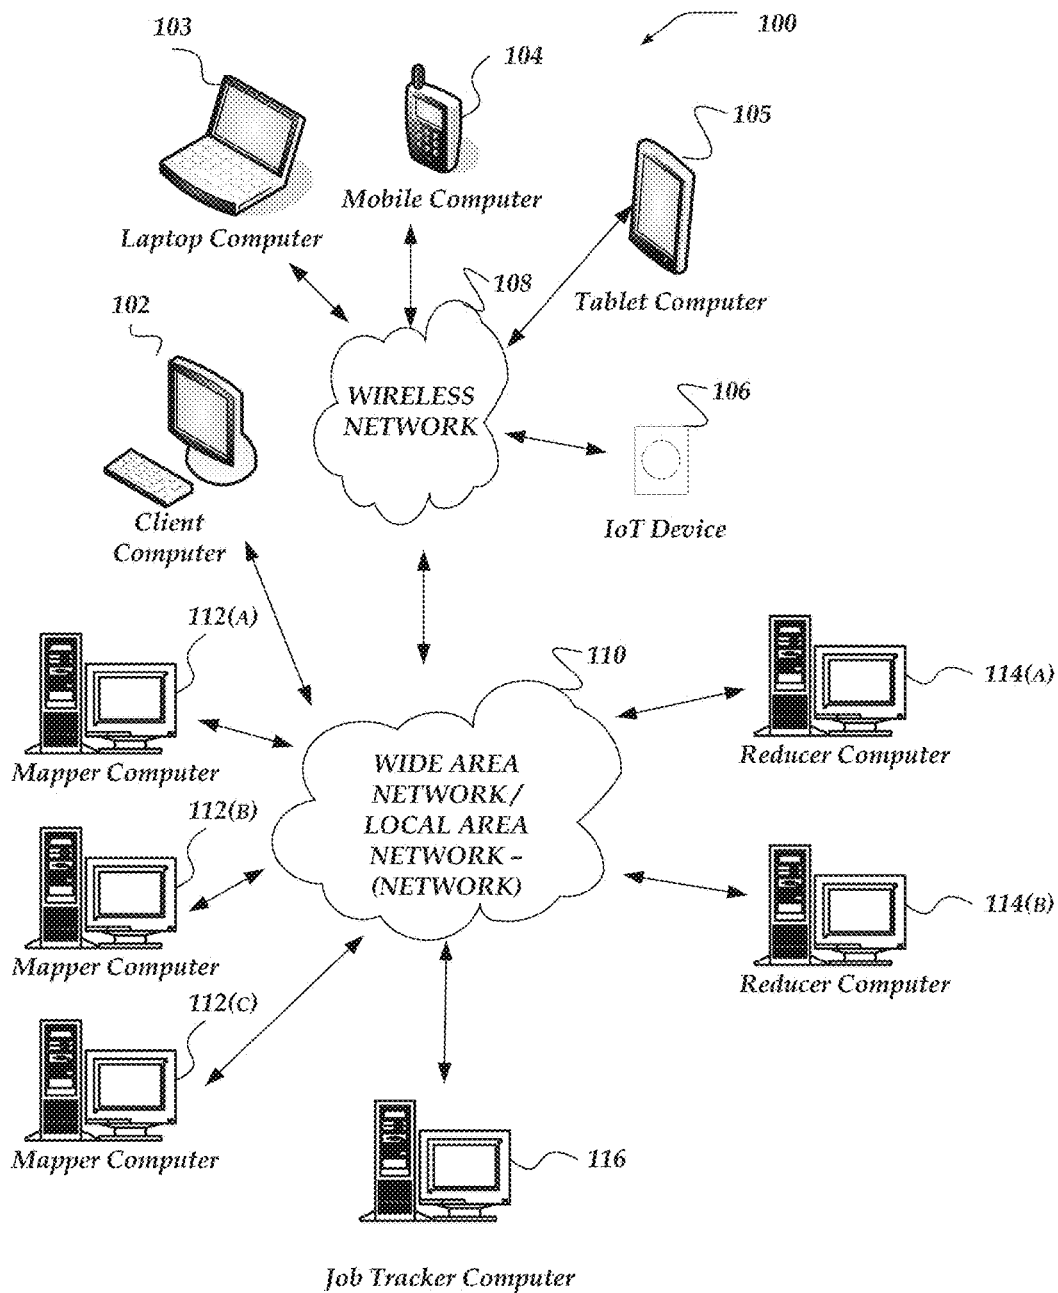 103
104
100
105
Mobile Computer
Laptop Computer
108
Tablet Computer
102
WIRELESS
NETWORK
106
Client
Computer
IoT Device
112(A)
110
114(A)
Mapper Computer
Reducer Computer
WIDE AREA
NETWORK /
LOCAL AREA
NETWORK –
(NETWORK)
112(B)
114(B)
Mapper Computer
Reducer Computer
112(C)
Mapper Computer
116
Job Tracker Computer